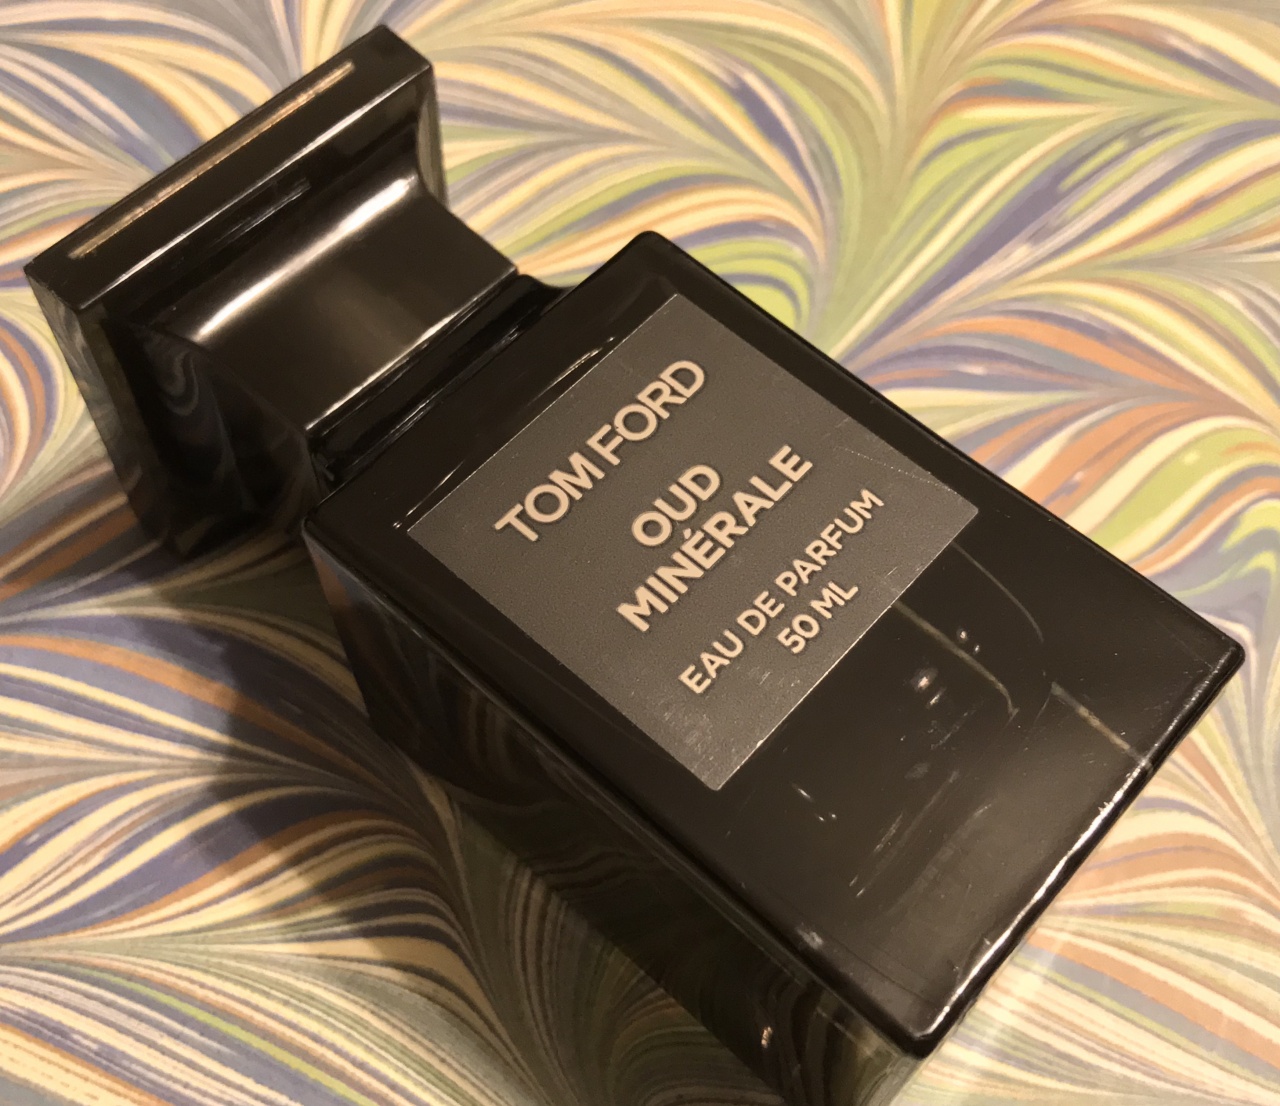 TOM FORD
OUD
MINÉRALE
EAU DE PARFUM
50 ML